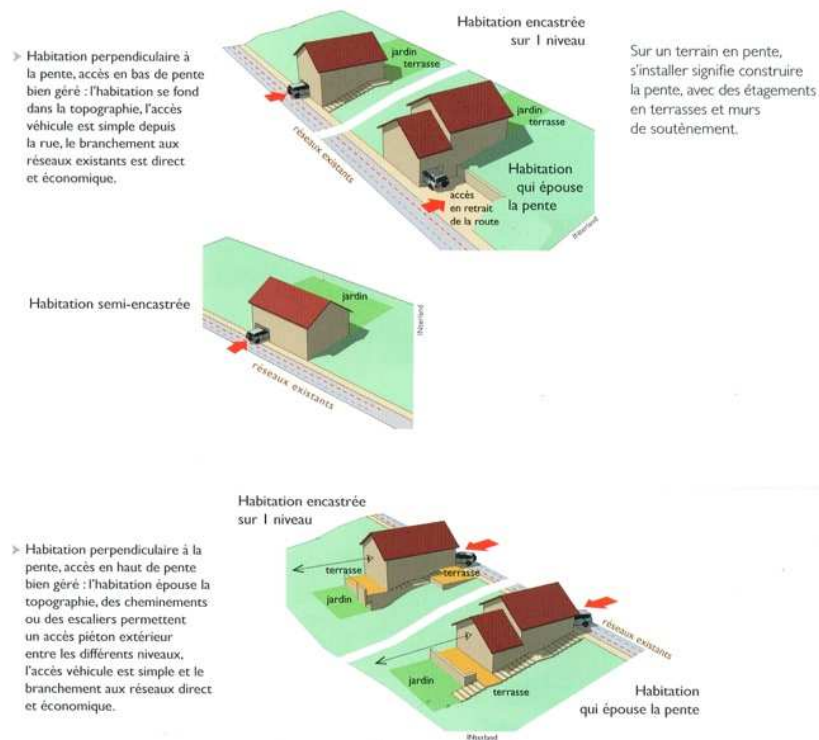 Habitation encastrée
sur 1 niveau
> Habitation perpendiculaire à
la pente, accès en bas de pente
bien géré : l'habitation se fond
dans la topographie, l'accès
véhicule est simple depuis
la rue, le branchement aux
réseaux existants est direct
et économique.
jardin
terrasse
jardin
terrasse
réseaux existants
accès
en retrait
de la route
Habitation
qui épouse
la pente
INterland
Sur un terrain en pente,
s'installer signifie construire
la pente, avec des étagements
en terrasses et murs
de soutènement.
Habitation semi-encastrée
jardin
réseaux existants
INterland
Habitation encastrée
sur 1 niveau
> Habitation perpendiculaire à la
pente, accès en haut de pente
bien géré : l'habitation épouse la
topographie, des cheminements
ou des escaliers permettent
un accès piéton extérieur
entre les différents niveaux,
l'accès véhicule est simple et le
branchement aux réseaux direct
et économique.
terrasse
terrasse
jardin
réseaux existants
jardin
terrasse
Habitation
qui épouse la pente
INterland